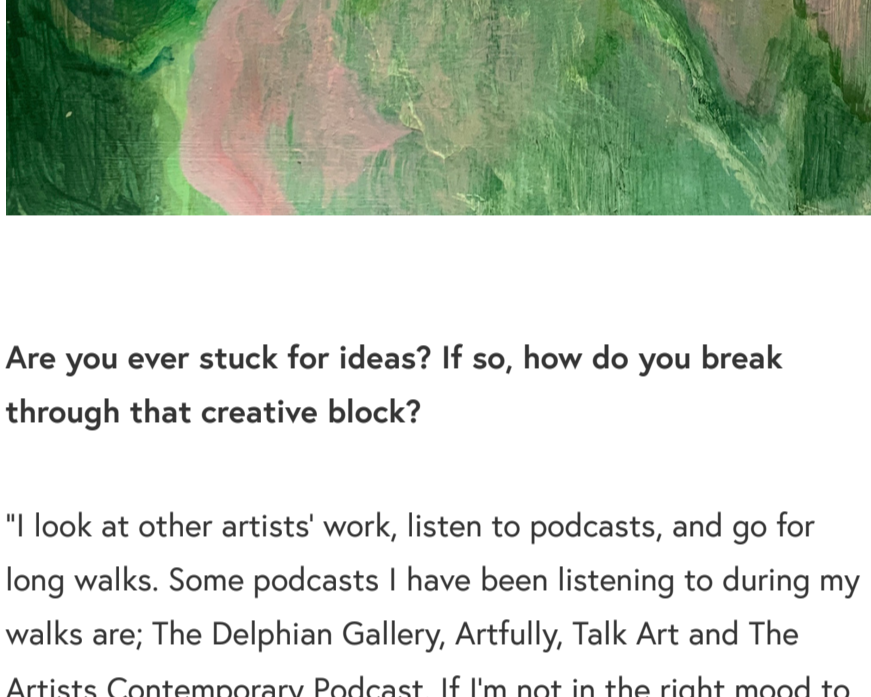 Are you ever stuck for ideas? If so, how do you break
through that creative block?
"I look at other artists' work, listen to podcasts, and go for
long walks. Some podcasts I have been listening to during my
walks are; The Delphian Gallery, Artfully, Talk Art and The
Artists Contemporary Podcast. If I'm not in the right mood to